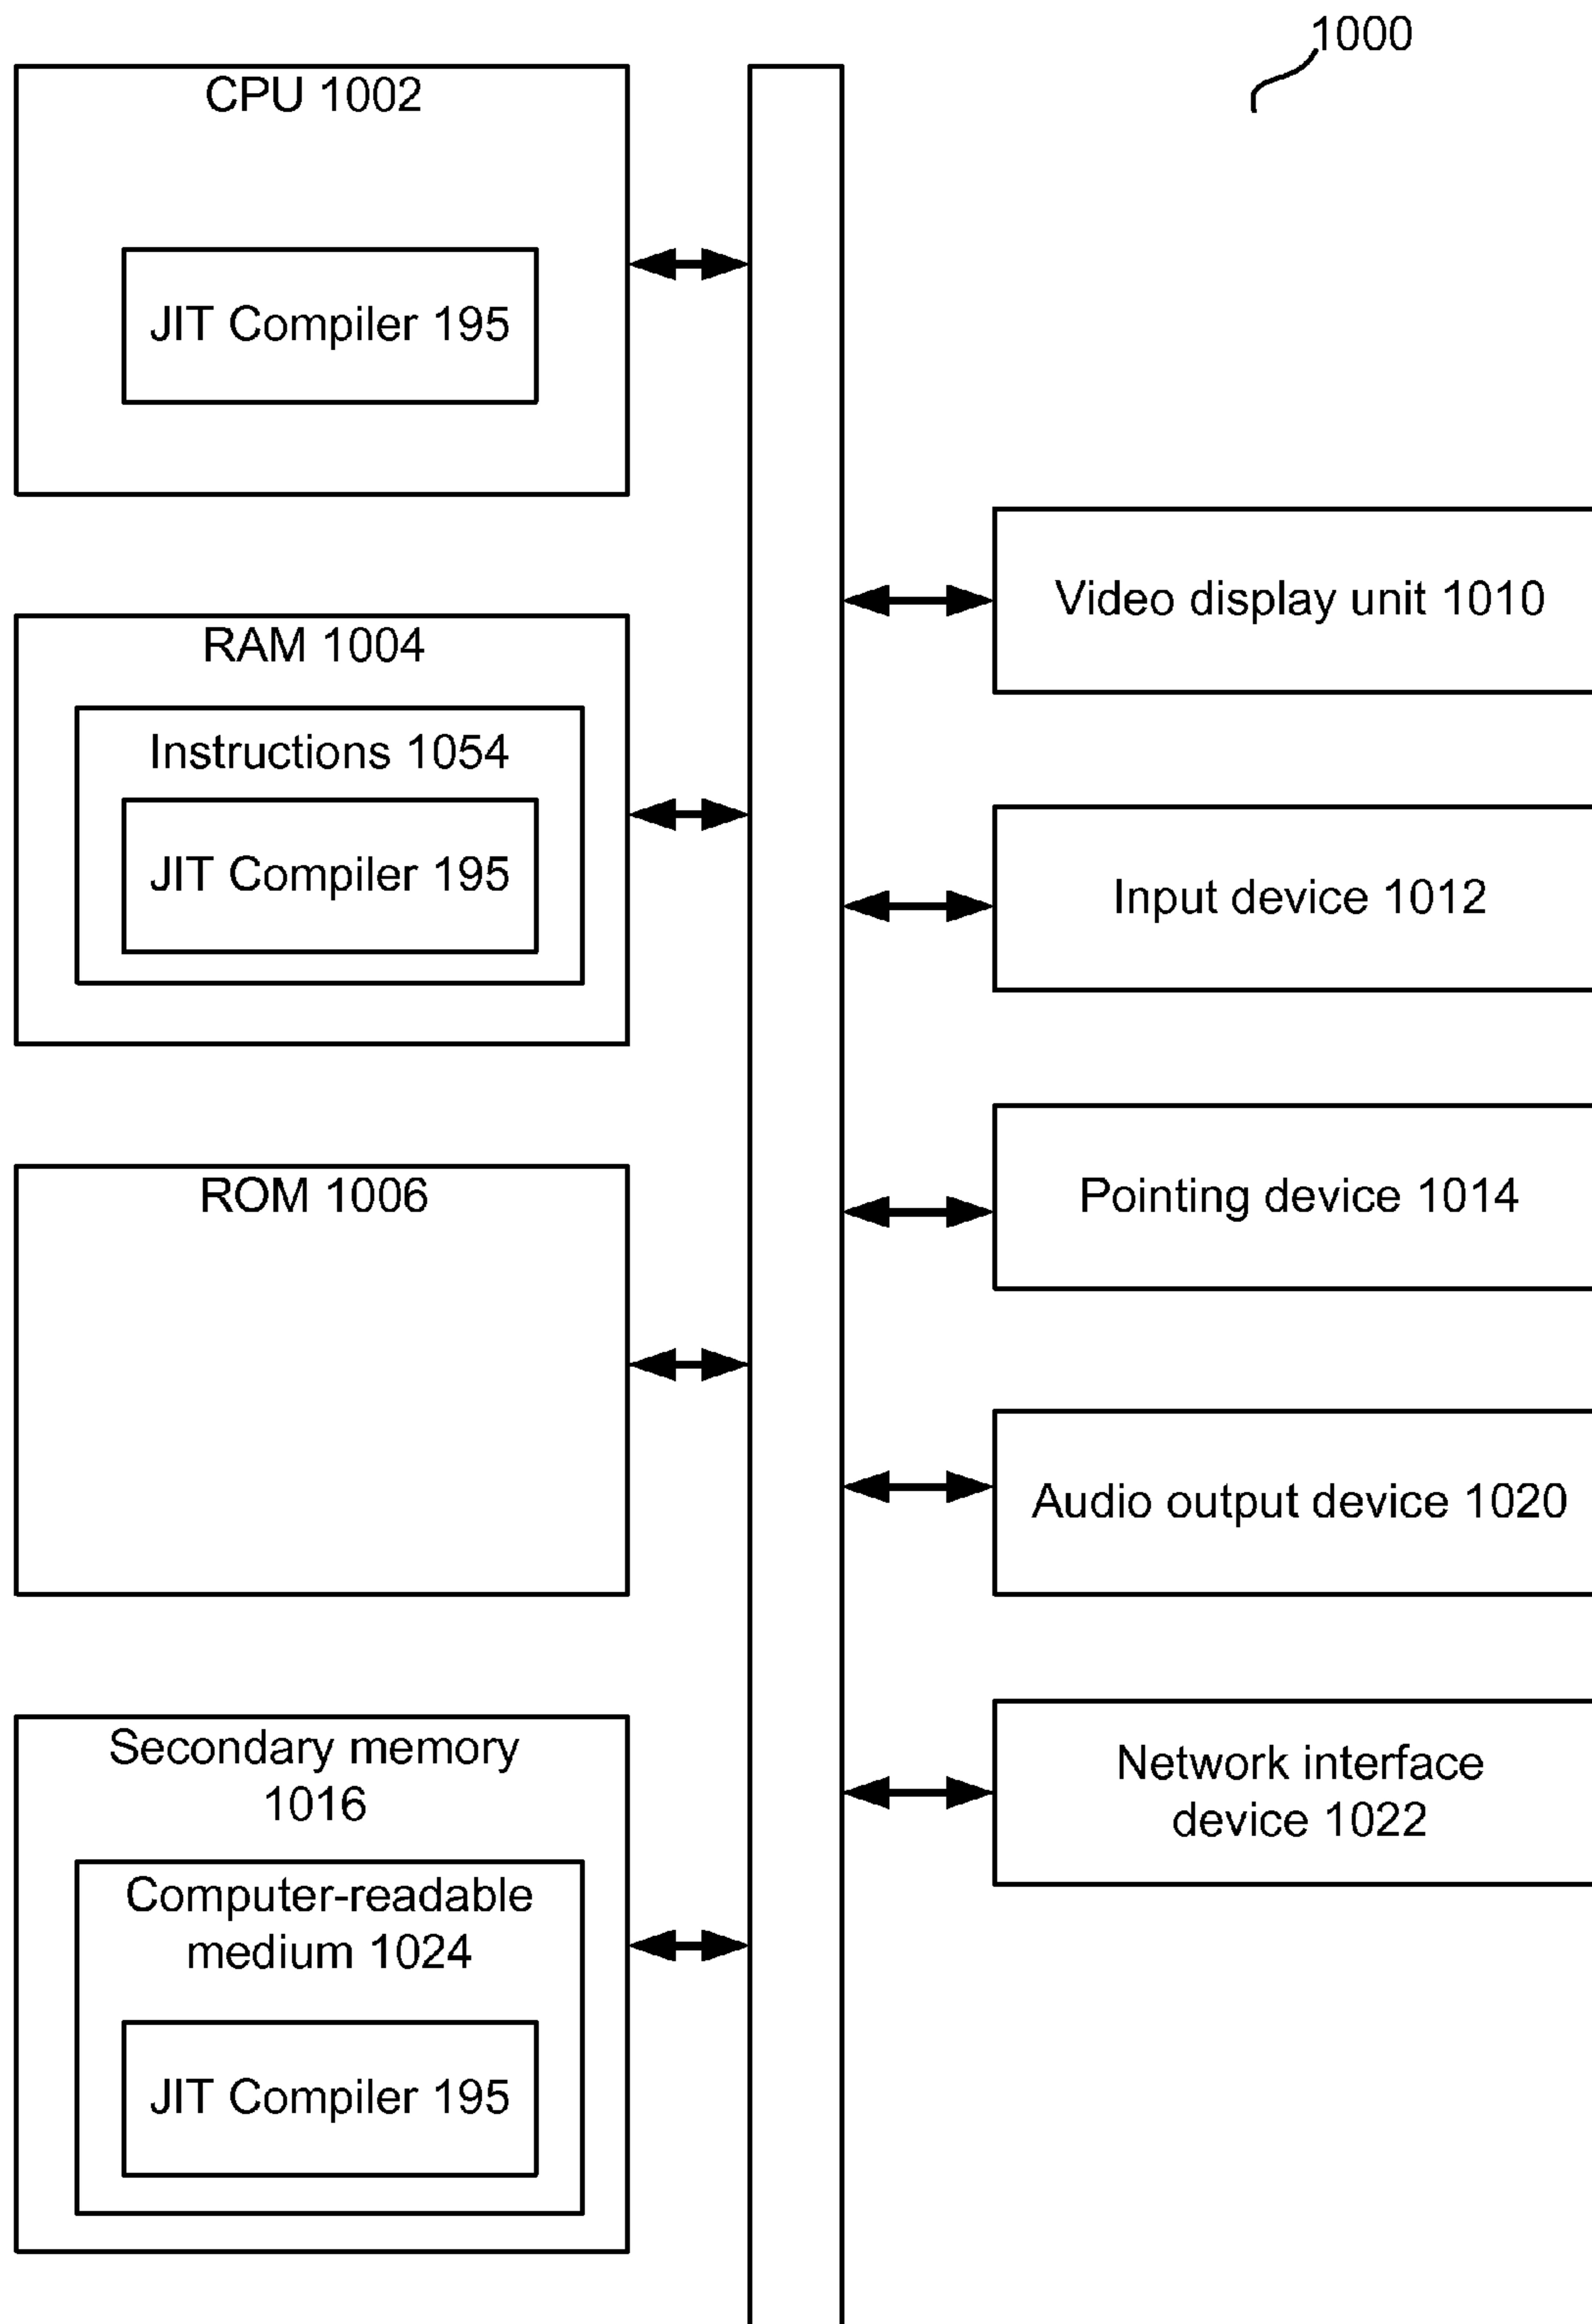 1000
CPU 1002
JIT Compiler 195
RAM 1004
Instructions 1054
JIT Compiler 195
ROM 1006
Secondary memory
1016
Computer-readable
medium 1024
JIT Compiler 195
Video display unit 1010
Input device 1012
Pointing device 1014
Audio output device 1020
Network interface
device 1022